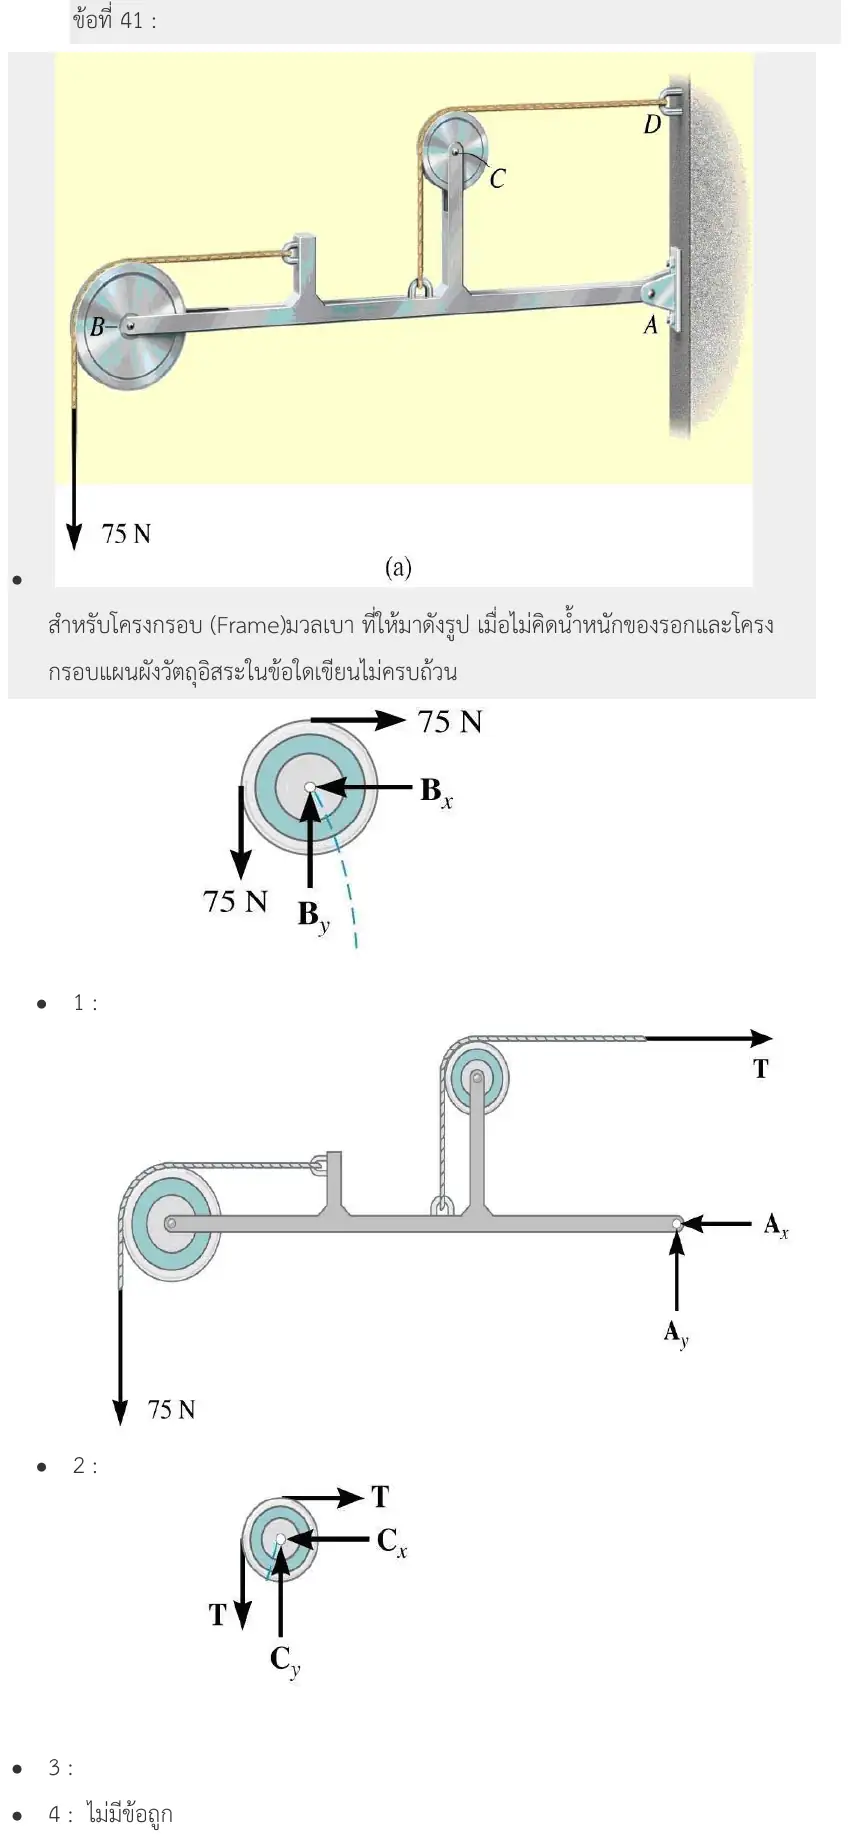 ข้อที่ 41 :
D
C
B
A
75 N
(a)
สำหรับโครงกรอบ (Frame)มวลเบา ที่ให้มาดังรูป เมื่อไม่คิดน้ำหนักของรอกและโครง
กรอบแผนผังวัตถุอิสระในข้อใดเขียนไม่ครบถ้วน
75 N
Bx
75 N
By
1 :
T
Ax
Ay
75 N
2 :
T
Cx
T
Cy
3 :
4 : ไม่มีข้อถูก